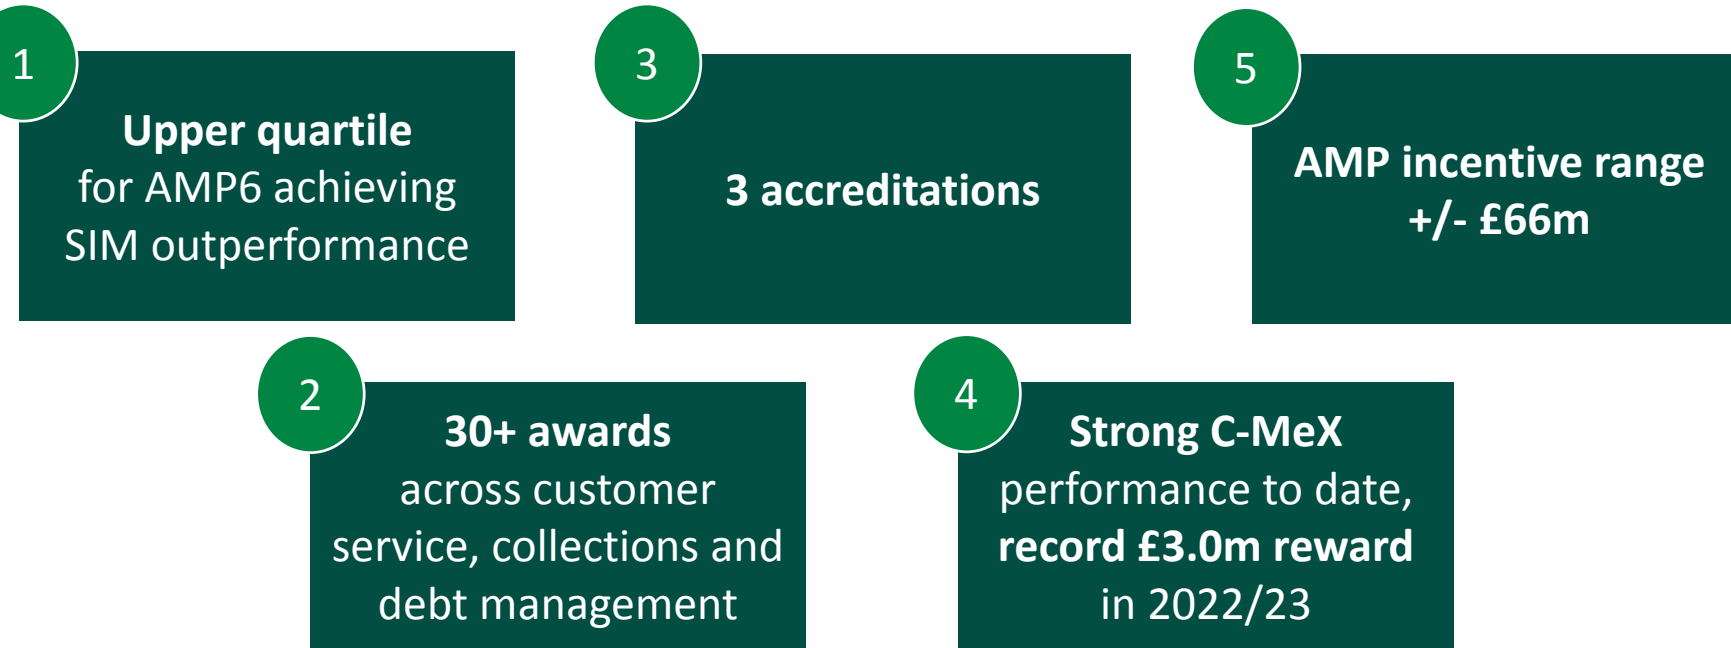 1
Upper quartile
for AMP6 achieving
SIM outperformance
2
30+ awards
across customer
service, collections and
debt management
3
3 accreditations
4
Strong C-MeX
performance to date,
record £3.0m reward
in 2022/23
5
AMP incentive range
+/- £66m